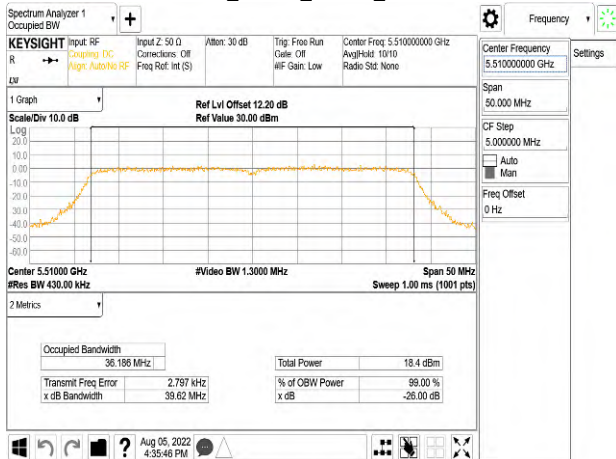 Spectrum Analyzer 1
Occupied BW
Frequency
KEYSIGHT
R
Input: RF
Coupling: DC
Align: Auto/No RF
Input Z: 50 Ω
Corrections: Off
Freq Ref: Int (S)
Atten: 30 dB
Trig: Free Run
Gate: Off
#IF Gain: Low
Center Freq: 5.510000000 GHz
Avg|Hold: 10/10
Radio Std: None
Center Frequency
5.510000000 GHz
Settings
Span
50.000 MHz
CF Step
5.000000 MHz
Auto
Man
Freq Offset
0 Hz
1 Graph
Ref Lvl Offset 12.20 dB
Scale/Div 10.0 dB
Ref Value 30.00 dBm
Log
20.0
10.0
0.00
-10.0
-20.0
-30.0
-40.0
-50.0
-60.0
Center 5.51000 GHz
#Video BW 1.3000 MHz
Span 50 MHz
#Res BW 430.00 kHz
Sweep 1.00 ms (1001 pts)
2 Metrics
Occupied Bandwidth
36.186 MHz
Total Power 18.4 dBm
Transmit Freq Error 2.797 kHz
% of OBW Power 99.00 %
x dB Bandwidth 39.62 MHz
x dB -26.00 dB
?
Aug 05, 2022
4:35:46 PM